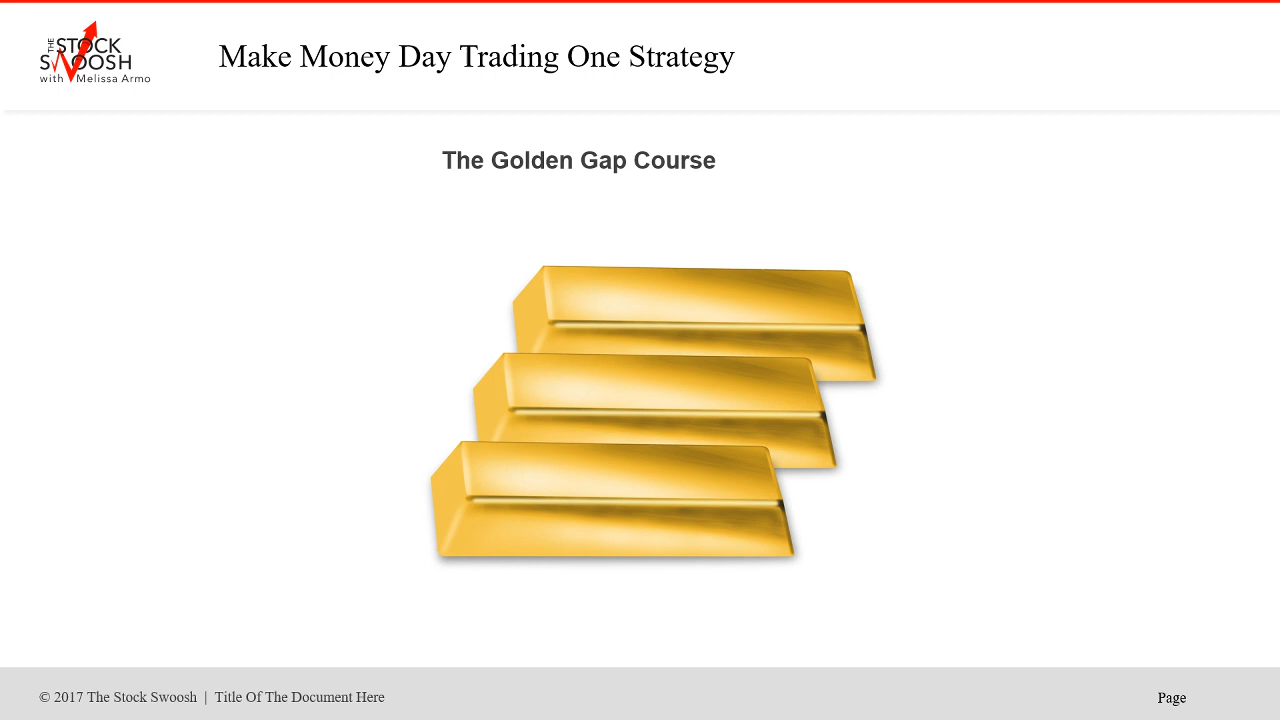 THE
STOCK
SWOOSH
with Melissa Armo
Make Money Day Trading One Strategy
The Golden Gap Course
© 2017 The Stock Swoosh | Title Of The Document Here
Page